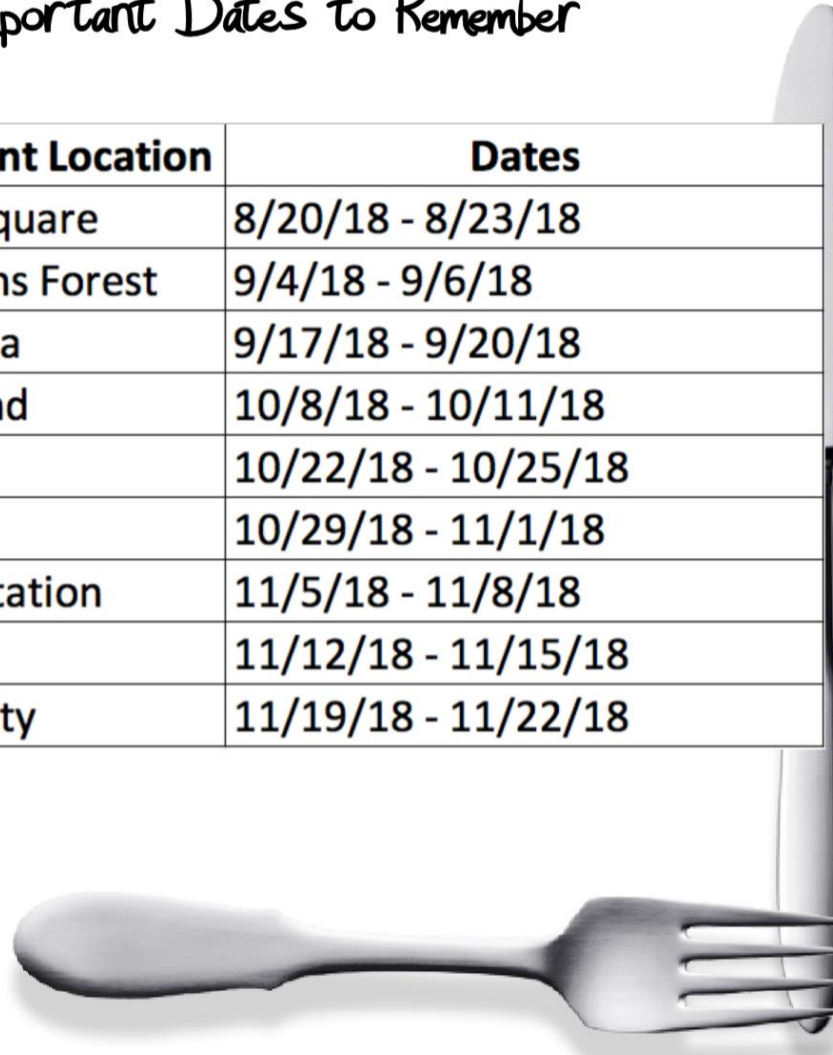 portant Dates to Remember
nt Location Dates
quare 8/20/18 - 8/23/18
ns Forest 9/4/18 - 9/6/18
a 9/17/18 - 9/20/18
nd 10/8/18 - 10/11/18
10/22/18 - 10/25/18
10/29/18 - 11/1/18
tation 11/5/18 - 11/8/18
11/12/18 - 11/15/18
ty 11/19/18 - 11/22/18